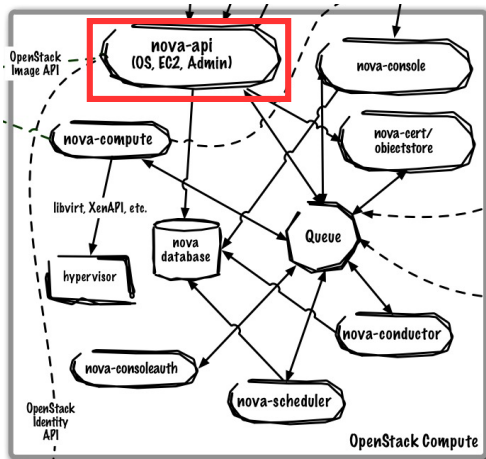 nova-api
(OS, EC2, Admin)
OpenStack
Image API
nova-console
nova-compute
nova-cert/
objectstore
libvirt, XenAPI, etc.
nova
database
Queue
hypervisor
nova-conductor
nova-consoleauth
nova-scheduler
OpenStack
Identity
API
OpenStack Compute